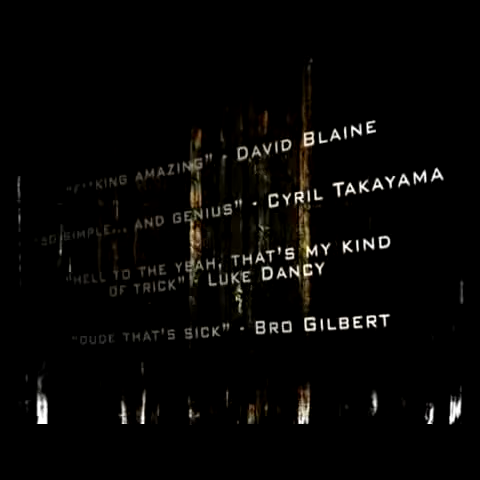 "F**KING AMAZING" - DAVID BLAINE
"SO SIMPLE... AND GENIUS" - CYRIL TAKAYAMA
"HELL TO THE YEAH, THAT'S MY KIND
OF TRICK" - LUKE DANCY
"DUDE THAT'S SICK" - BRO GILBERT